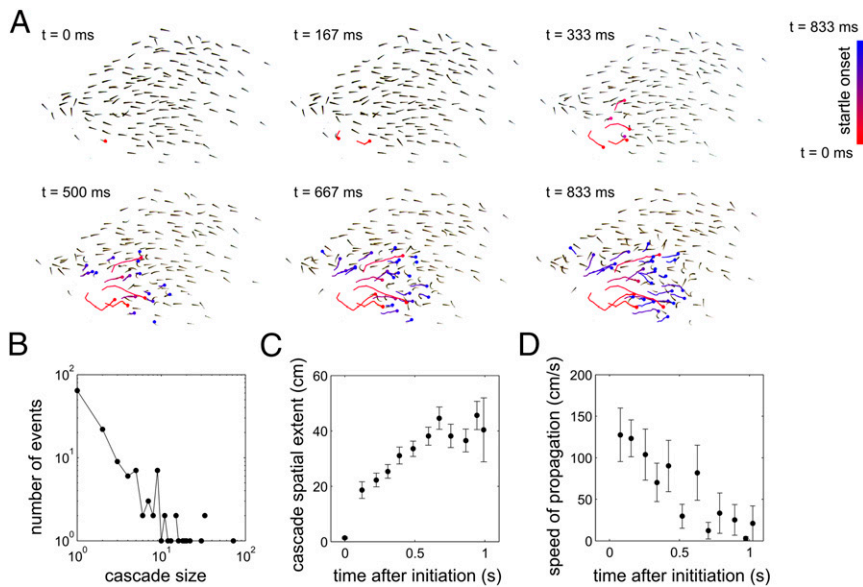 A
t = 0 ms
t = 167 ms
t = 333 ms
t = 833 ms
startle onset
t = 0 ms
t = 500 ms
t = 667 ms
t = 833 ms
B
number of events
10²
10¹
10⁰
10⁰
10¹
10²
cascade size
C
cascade spatial extent (cm)
60
40
20
0
0
0.5
1
time after initiation (s)
D
speed of propagation (cm/s)
200
150
100
50
0
0
0.5
1
time after inititiation (s)